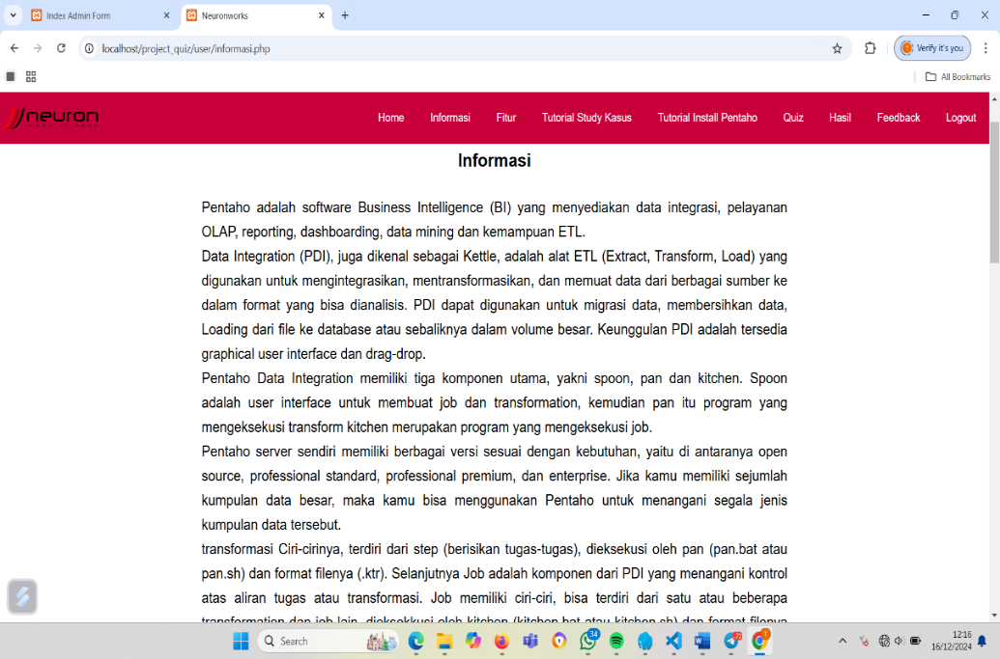 Index Admin Form
Neuronworks
localhost/project_quiz/user/informasi.php
Verify it's you
All Bookmarks
neuron
Home Informasi Fitur Tutorial Study Kasus Tutorial Install Pentaho Quiz Hasil Feedback Logout
Informasi
Pentaho adalah software Business Intelligence (BI) yang menyediakan data integrasi, pelayanan
OLAP, reporting, dashboarding, data mining dan kemampuan ETL.
Data Integration (PDI), juga dikenal sebagai Kettle, adalah alat ETL (Extract, Transform, Load) yang
digunakan untuk mengintegrasikan, mentransformasikan, dan memuat data dari berbagai sumber ke
dalam format yang bisa dianalisis. PDI dapat digunakan untuk migrasi data, membersihkan data,
Loading dari file ke database atau sebaliknya dalam volume besar. Keunggulan PDI adalah tersedia
graphical user interface dan drag-drop.
Pentaho Data Integration memiliki tiga komponen utama, yakni spoon, pan dan kitchen. Spoon
adalah user interface untuk membuat job dan transformation, kemudian pan itu program yang
mengeksekusi transform kitchen merupakan program yang mengeksekusi job.
Pentaho server sendiri memiliki berbagai versi sesuai dengan kebutuhan, yaitu di antaranya open
source, professional standard, professional premium, dan enterprise. Jika kamu memiliki sejumlah
kumpulan data besar, maka kamu bisa menggunakan Pentaho untuk menangani segala jenis
kumpulan data tersebut.
transformasi Ciri-cirinya, terdiri dari step (berisikan tugas-tugas), dieksekusi oleh pan (pan.bat atau
pan.sh) dan format filenya (.ktr). Selanjutnya Job adalah komponen dari PDI yang menangani kontrol
atas aliran tugas atau transformasi. Job memiliki ciri-ciri, bisa terdiri dari satu atau beberapa
transformation dan job lain, dieksekkusi oleh kitchen (kitchen.bat atau kitchen.sh) dan format filenya
Search
34
12:16
16/12/2024